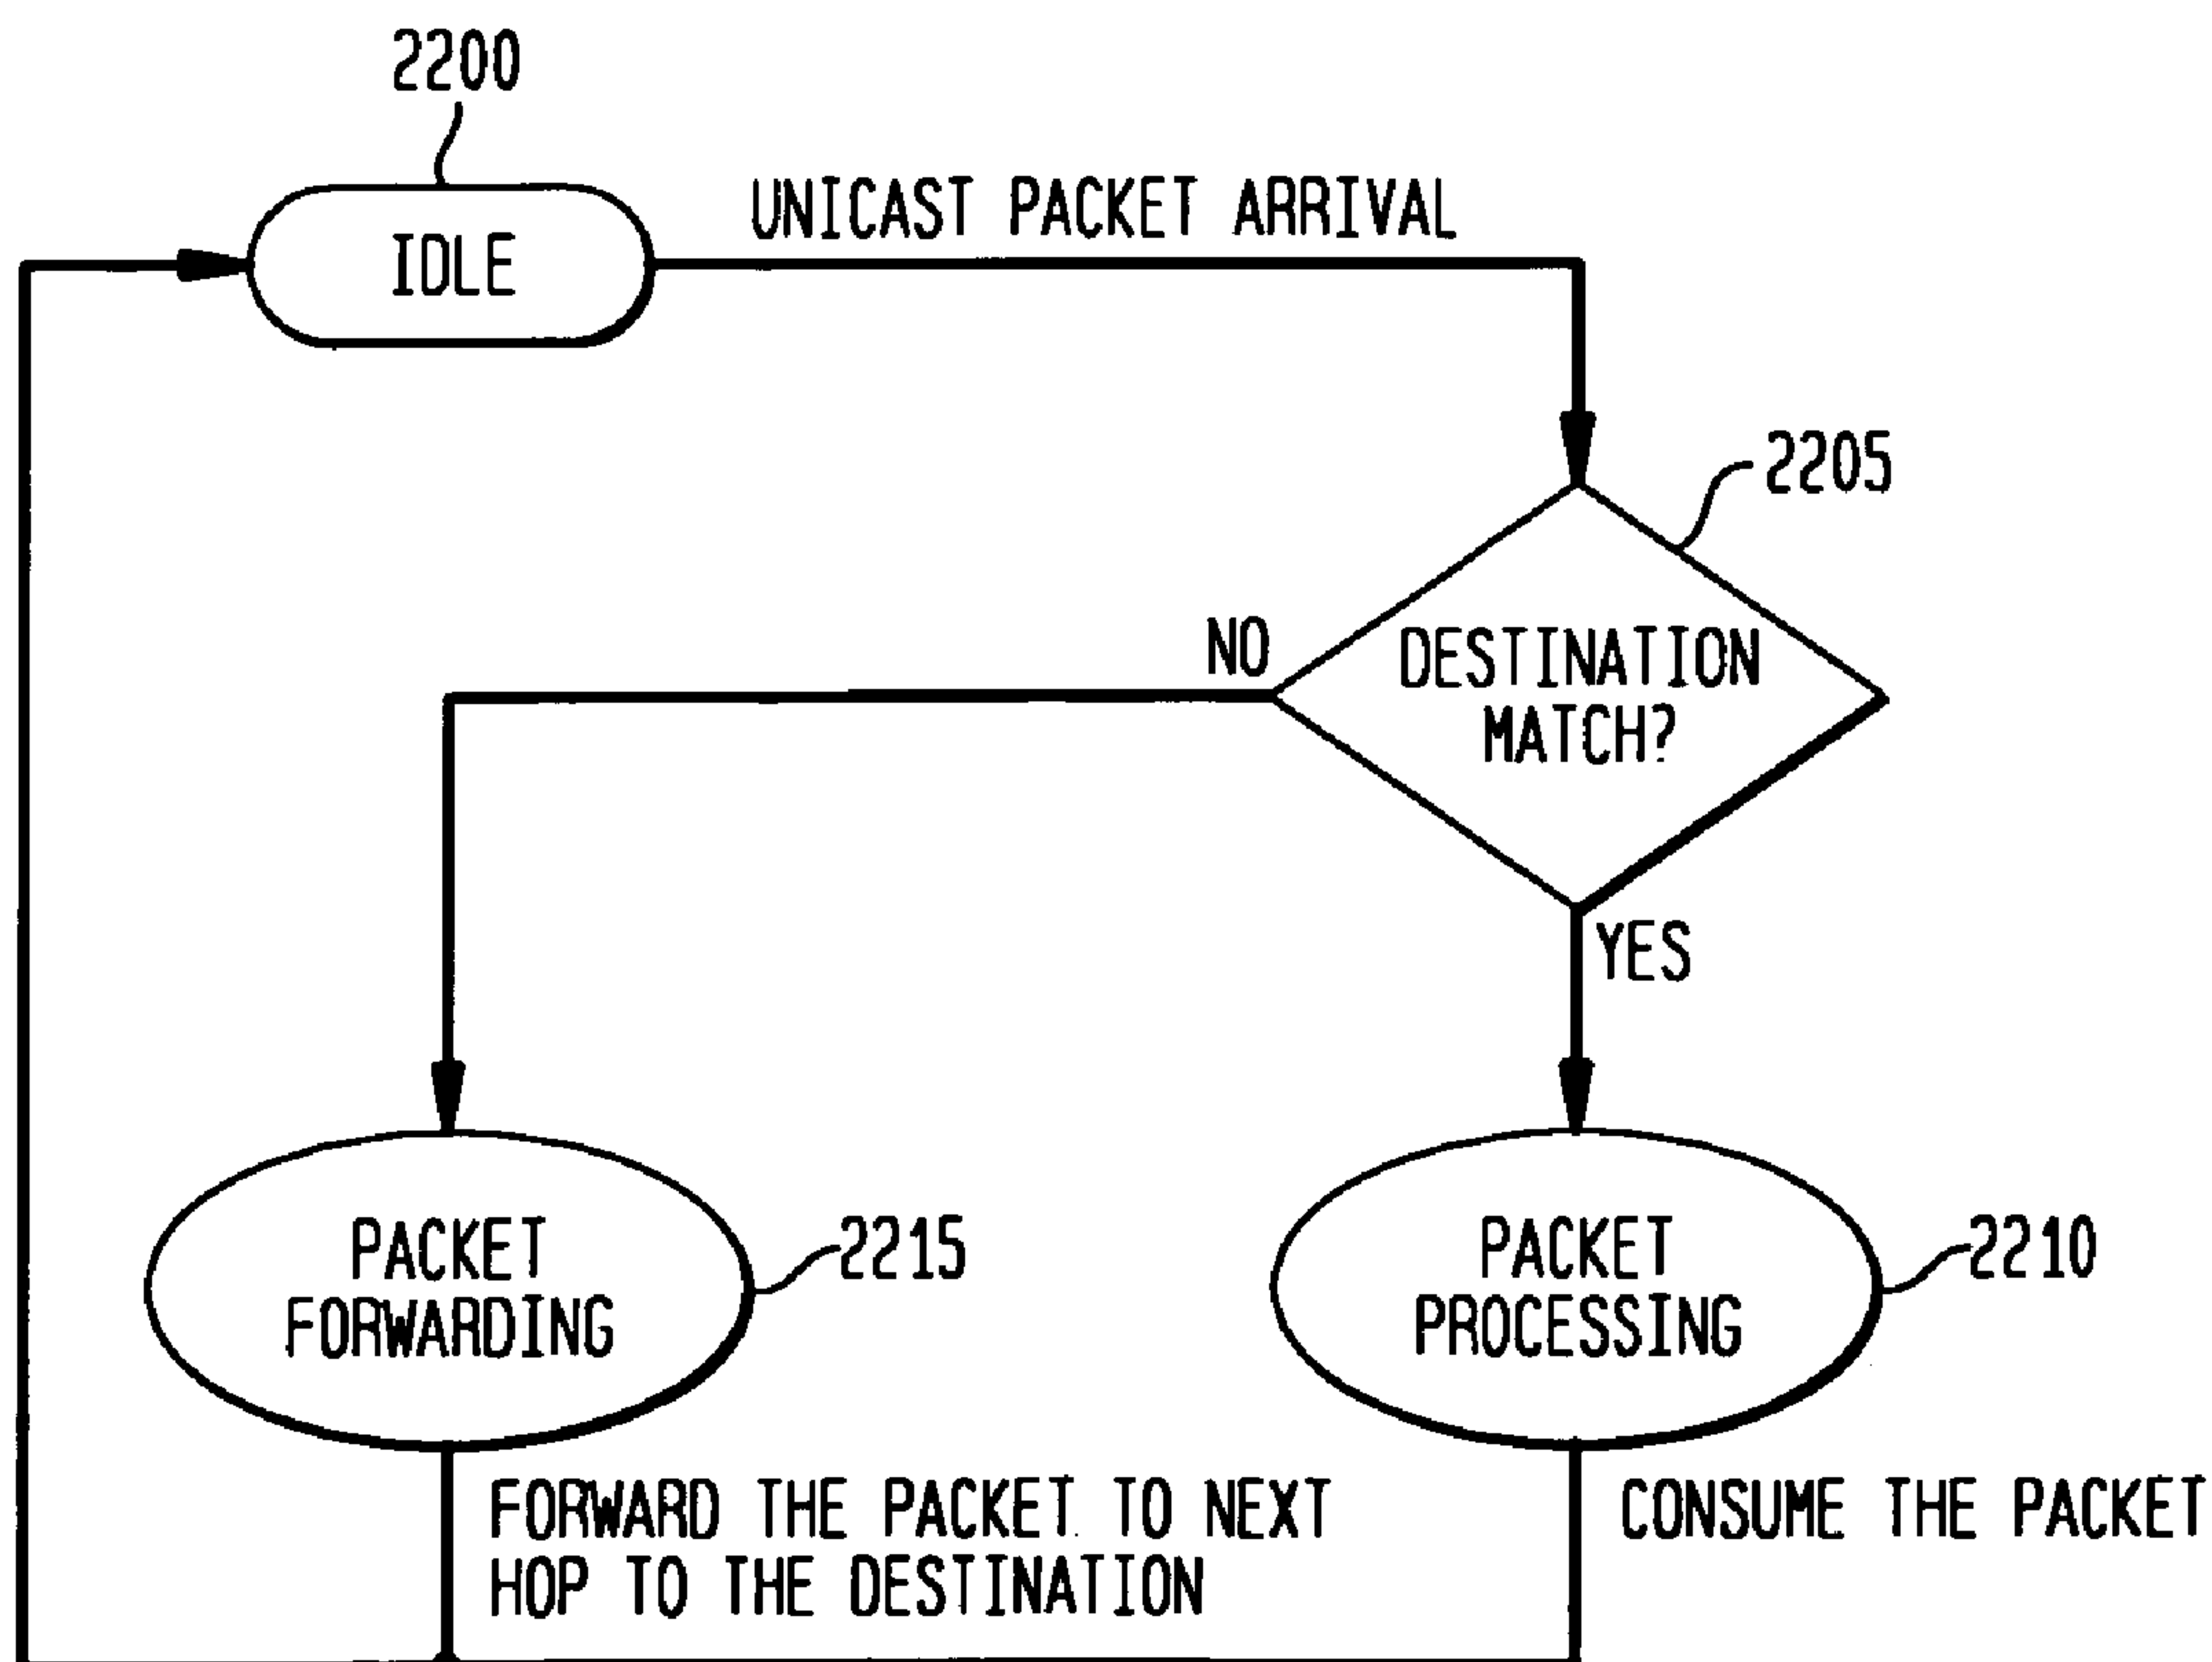 2200
IDLE
UNICAST PACKET ARRIVAL
2205
NO
DESTINATION
MATCH?
YES
PACKET
FORWARDING
2215
PACKET
PROCESSING
2210
FORWARD THE PACKET TO NEXT
HOP TO THE DESTINATION
CONSUME THE PACKET